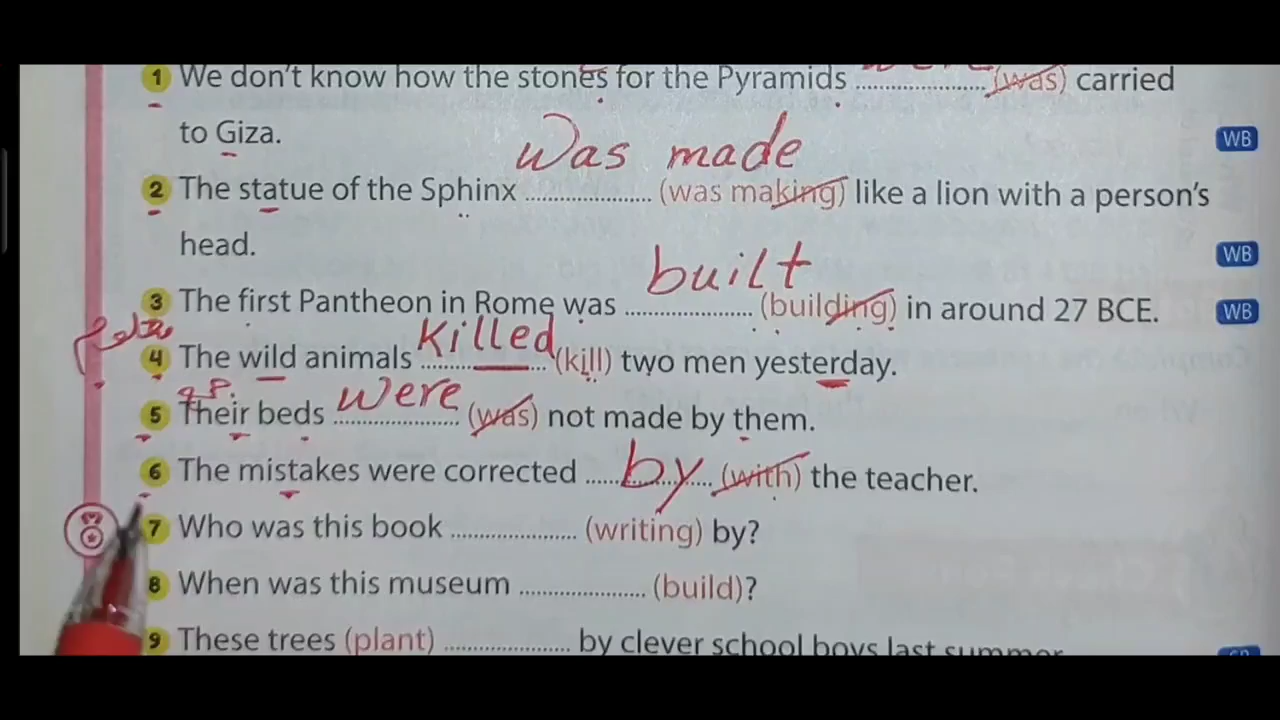 1 We don't know how the stones for the Pyramids ........................ were (was) carried
to Giza.
WB
was made
2 The statue of the Sphinx ....................... (was making) like a lion with a person's
head.
WB
built
3 The first Pantheon in Rome was ....................... (building) in around 27 BCE.
WB
4 The wild animals killed ....................... (kill) two men yesterday.
5 Their beds were ....................... (was) not made by them.
6 The mistakes were corrected ....................... by (with) the teacher.
7 Who was this book ....................... (writing) by?
8 When was this museum ....................... (build)?
9 These trees (plant) ....................... by clever school boys last summer